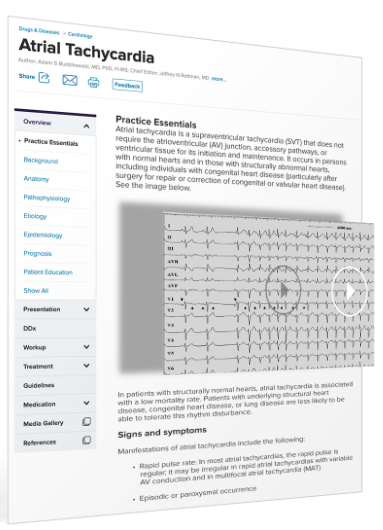 Drugs & Diseases > Cardiology
Atrial Tachycardia
Author: Adam S Budzikowski, MD, PhD, FHRS; Chief Editor: Jeffrey N Rottman, MD more...
Share
Feedback
Overview
Practice Essentials
Background
Anatomy
Pathophysiology
Etiology
Epidemiology
Prognosis
Patient Education
Show All
Presentation
DDx
Workup
Treatment
Guidelines
Medication
Media Gallery
References
Practice Essentials
Atrial tachycardia is a supraventricular tachycardia (SVT) that does not
require the atrioventricular (AV) junction, accessory pathways, or
ventricular tissue for its initiation and maintenance. It occurs in persons
with normal hearts and in those with structurally abnormal hearts,
including individuals with congenital heart disease (particularly after
surgery for repair or correction of congenital or valvular heart disease).
See the image below.
I
II
III
AVR
AVL
AVF
V1
V2
V3
V4
V5
V6
In patients with structurally normal hearts, atrial tachycardia is associated
with a low mortality rate. Patients with underlying structural heart
disease, congenital heart disease, or lung disease are less likely to be
able to tolerate this rhythm disturbance.
Signs and symptoms
Manifestations of atrial tachycardia include the following:
• Rapid pulse rate: In most atrial tachycardias, the rapid pulse is
regular; it may be irregular in rapid atrial tachycardias with variable
AV conduction and in multifocal atrial tachycardia (MAT)
• Episodic or paroxysmal occurrence